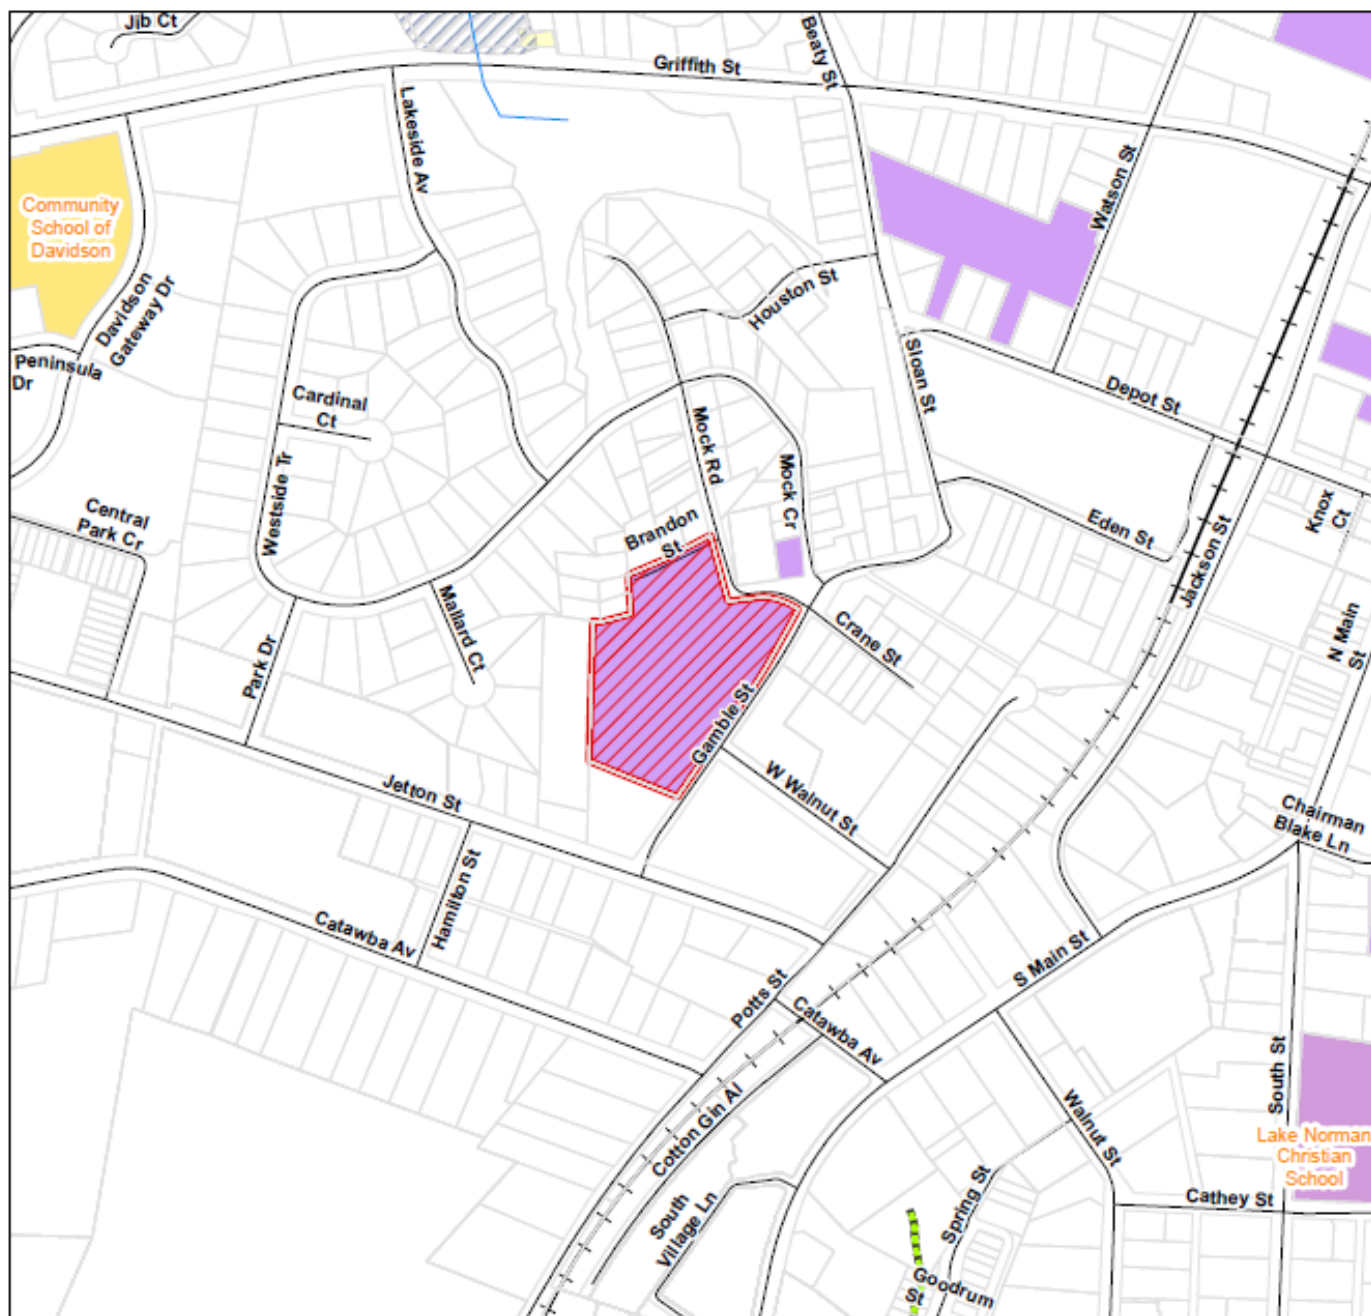 Jib Ct
Griffith St
Beaty St
Lakeside Av
Watson St
Community
School of
Davidson
Davidson
Gateway Dr
Houston St
Peninsula
Dr
Sloan St
Depot St
Cardinal
Ct
Mock Rd
Mock Cr
Westside Tr
Central
Park Cr
Brandon
St
Eden St
Knox
Ct
Jackson St
Mallard Ct
Crane St
N Main
St
Park Dr
Gamble St
Jetton St
W Walnut St
Chairman
Blake Ln
Hamilton St
Catawba Av
S Main St
Potts St
Catawba Av
Cotton Gin Al
Walnut St
South St
Lake Norman
Christian
School
Spring St
Cathey St
South
Village Ln
Goodrum
St